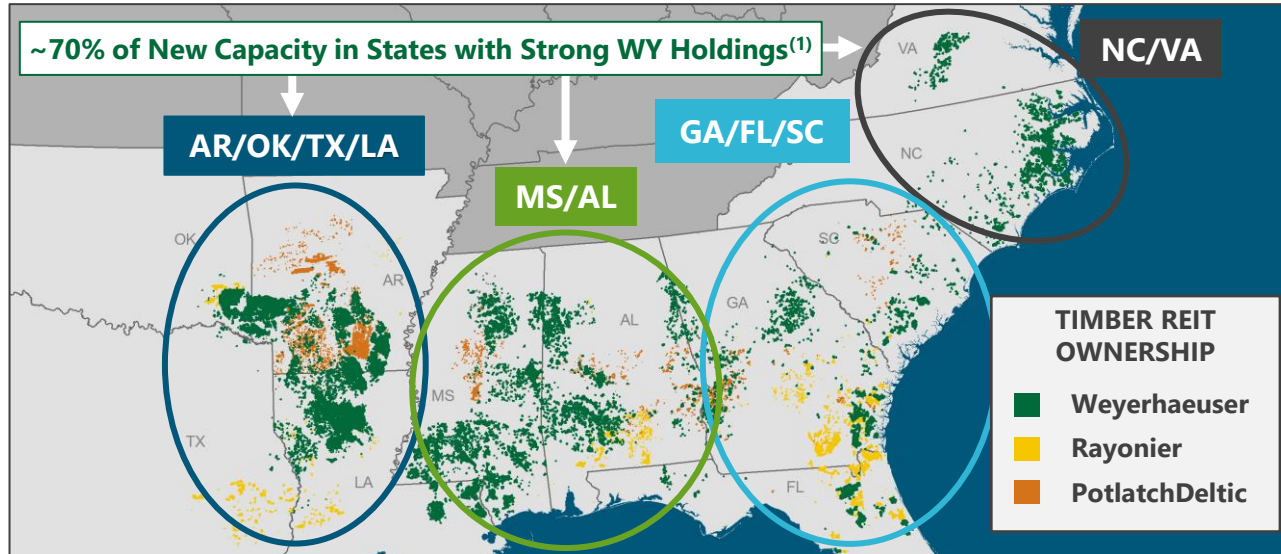 ~70% of New Capacity in States with Strong WY Holdings(1)
NC/VA
AR/OK/TX/LA
GA/FL/SC
MS/AL
VA
NC
OK
AR
SC
GA
AL
MS
TX
LA
FL
TIMBER REIT
OWNERSHIP
Weyerhaeuser
Rayonier
PotlatchDeltic